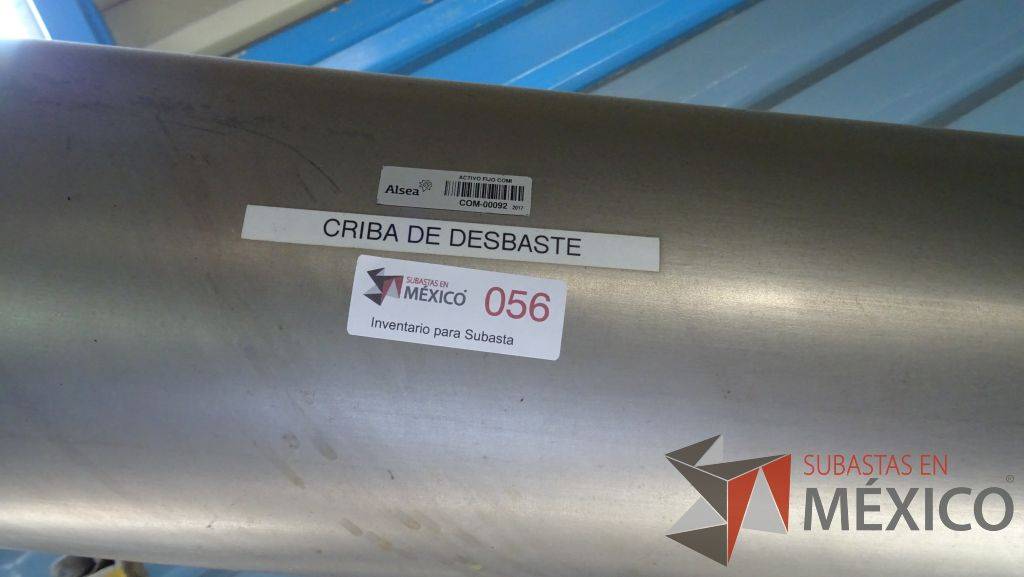 ACTIVO FIJO COMI
Alsea
COM-00092 2017
CRIBA DE DESBASTE
SUBASTAS EN
MÉXICO® 056
Inventario para Subasta
SUBASTAS EN
MÉXICO®